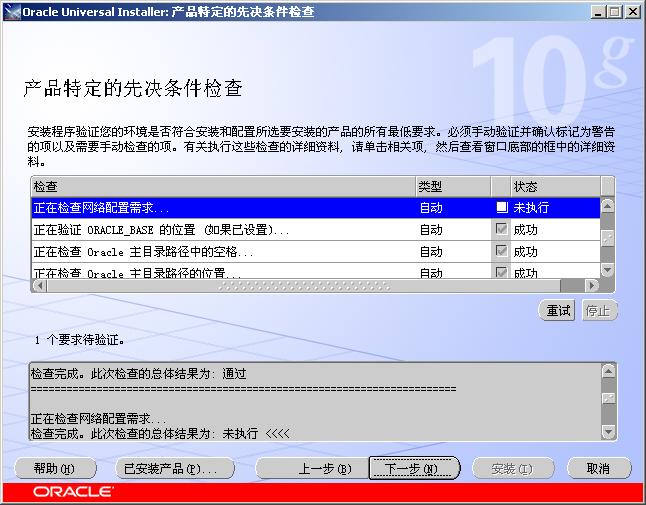 Oracle Universal Installer: 产品特定的先决条件检查
10g
产品特定的先决条件检查
安装程序验证您的环境是否符合安装和配置所选要安装的产品的所有最低要求。必须手动验证并确认标记为警告
的项以及需要手动检查的项。有关执行这些检查的详细资料, 请单击相关项, 然后查看窗口底部的框中的详细资
料。
检查 类型 状态
正在检查网络配置需求... 自动 未执行
正在验证 ORACLE_BASE 的位置 (如果已设置)... 自动 成功
正在检查 Oracle 主目录路径中的空格... 自动 成功
正在检查 Oracle 主目录路径的位置... 自动 成功
重试 停止
1 个要求待验证。
检查完成。此次检查的总体结果为: 通过
=======================================================================
正在检查网络配置需求...
检查完成。此次检查的总体结果为: 未执行 <<<<
帮助(H) 已安装产品(P)... 上一步(B) 下一步(N) 安装(I) 取消
ORACLE